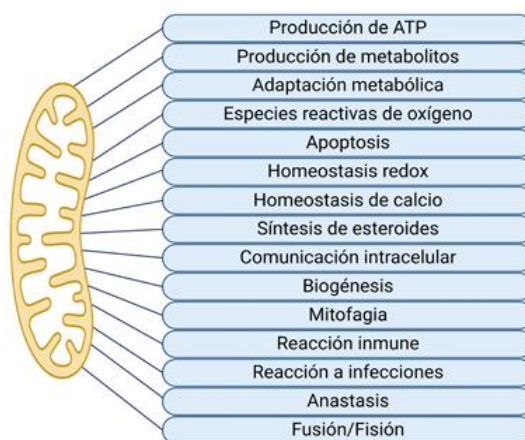 Producción de ATP
Producción de metabolitos
Adaptación metabólica
Especies reactivas de oxígeno
Apoptosis
Homeostasis redox
Homeostasis de calcio
Síntesis de esteroides
Comunicación intracelular
Biogénesis
Mitofagia
Reacción inmune
Reacción a infecciones
Anastasis
Fusión/Fisión